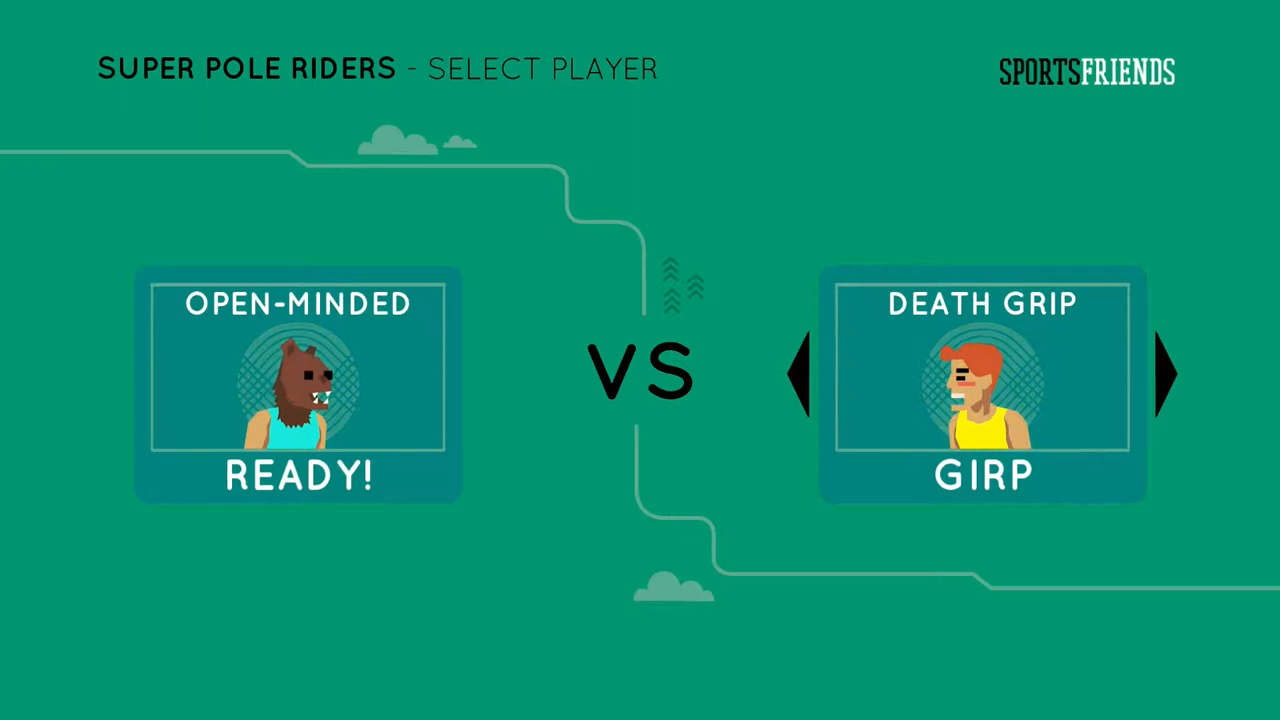 SUPER POLE RIDERS - SELECT PLAYER
SPORTSFRIENDS
OPEN-MINDED
READY!
VS
DEATH GRIP
GIRP